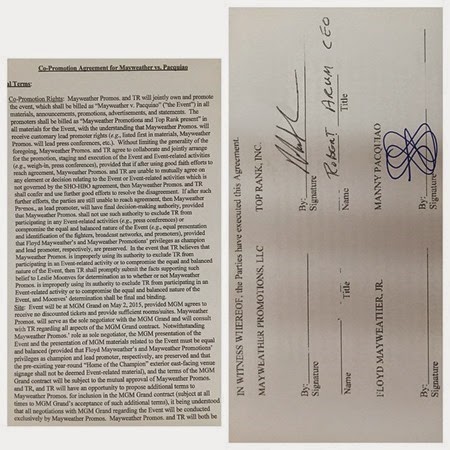 Co-Promotion Agreement for Mayweather vs. Pacquiao
al Terms:
Co-Promotion Rights: Mayweather Promos. and TR will jointly own and promote
the event, which shall be billed as "Mayweather v. Pacquiao" ("the Event") in all
materials, announcements, promotions, advertisements, and statements. The
promoters shall be billed as "Mayweather Promotions and Top Rank present" in
all materials for the Event, with the understanding that Mayweather Promos. will
receive customary lead promoter rights (e.g., listed first in materials, Mayweather
Promos. will lead press conferences, etc.). Without limiting the generality of the
foregoing, Mayweather Promos. and TR agree to collaborate and jointly arrange
for the promotion, staging and execution of the Event and Event-related activities
(e.g., weigh-in, press conferences), provided that if after using good faith efforts to
reach agreement, Mayweather Promos. and TR are unable to mutually agree on
any element or decision relating to the Event or Event-related activities which is
not governed by the SHO-HBO agreement, then Mayweather Promos. and TR
shall confer and use further good efforts to resolve the disagreement. If after such
further efforts, the parties are still unable to reach agreement, then Mayweather
Promos., as lead promoter, will have final decision-making authority, provided
that Mayweather Promos. shall not use such authority to exclude TR from
participating in any Event-related activities (e.g., press conferences) or
compromise the equal and balanced nature of the Event (e.g., equal presentation
and identification of the fighters, broadcast networks, and promoters), provided
that Floyd Mayweather's and Mayweather Promotions' privileges as champion
and lead promoter, respectively, are preserved. In the event that TR believes that
Mayweather Promos. is improperly using its authority to exclude TR from
participating in an Event-related activity or to compromise the equal and balanced
nature of the Event, then TR shall promptly submit the facts supporting such
belief to Leslie Moonves for determination as to whether or not Mayweather
Promos. is improperly using its authority to exclude TR from participating in an
Event-related activity or to compromise the equal and balanced nature of the
Event, and Moonves' determination shall be final and binding.
Site: Event will be at MGM Grand on May 2, 2015, provided MGM agrees to
receive no discounted tickets and provide sufficient rooms/suites. Mayweather
Promos. will serve as the sole negotiator with the MGM Grand and will consult
with TR regarding all aspects of the MGM Grand contract. Notwithstanding
Mayweather Promos.' role as sole negotiator, the MGM presentation of the
Event and the presentation of MGM materials related to the Event must be equal
and balanced (provided that Floyd Mayweather's and Mayweather Promotions'
privileges as champion and lead promoter, respectively, are preserved and that
the pre-existing year-round "Home of the Champion" exterior east-facing venue
signage shall not be deemed Event-related material), and the terms of the MGM
Grand contract will be subject to the mutual approval of Mayweather Promos.
and TR, and TR will have an opportunity to propose additional terms to
Mayweather Promos. for inclusion in the MGM Grand contract (subject at all
times to MGM Grand's acceptance of such additional terms), it being understood
that all negotiations with MGM Grand regarding the Event will be conducted
exclusively by Mayweather Promos. Mayweather Promos. and TR will both be
IN WITNESS WHEREOF, the Parties have executed this Agreement.
MAYWEATHER PROMOTIONS, LLC
By:
Signature
Name
Title
TOP RANK, INC.
By:
Signature
Robert Arum CEO
Name
Title
FLOYD MAYWEATHER, JR.
By:
Signature
MANNY PACQUIAO
By:
Signature